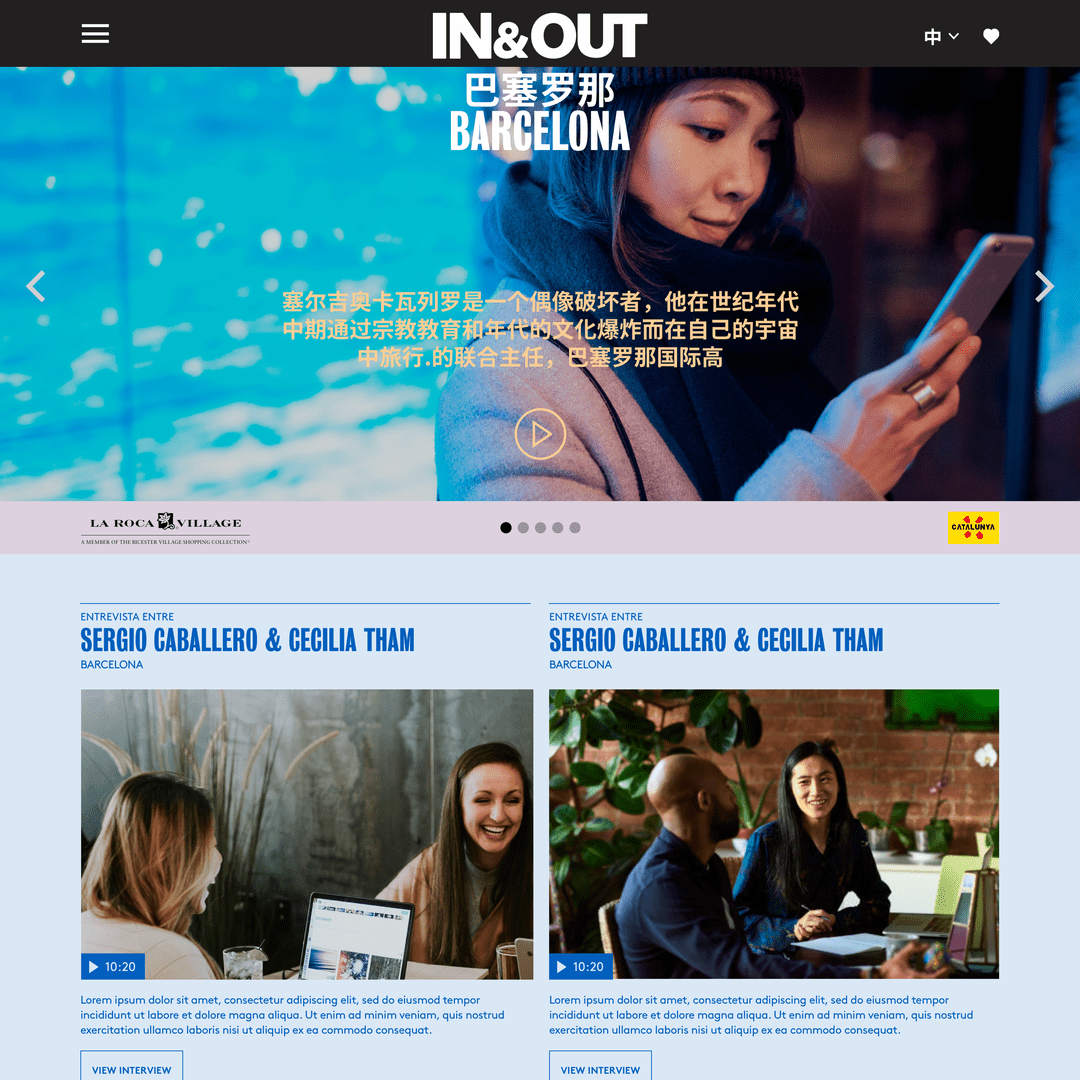 IN&OUT
中
巴塞罗那
BARCELONA
塞尔吉奥卡瓦列罗是一个偶像破坏者，他在世纪年代
中期通过宗教教育和年代的文化爆炸而在自己的宇宙
中旅行.的联合主任，巴塞罗那国际高
LA ROCA VILLAGE
A MEMBER OF THE BICESTER VILLAGE SHOPPING COLLECTION®
CATALUNYA
ENTREVISTA ENTRE
SERGIO CABALLERO & CECILIA THAM
BARCELONA
10:20
Lorem ipsum dolor sit amet, consectetur adipiscing elit, sed do eiusmod tempor
incididunt ut labore et dolore magna aliqua. Ut enim ad minim veniam, quis nostrud
exercitation ullamco laboris nisi ut aliquip ex ea commodo consequat.
VIEW INTERVIEW
ENTREVISTA ENTRE
SERGIO CABALLERO & CECILIA THAM
BARCELONA
10:20
Lorem ipsum dolor sit amet, consectetur adipiscing elit, sed do eiusmod tempor
incididunt ut labore et dolore magna aliqua. Ut enim ad minim veniam, quis nostrud
exercitation ullamco laboris nisi ut aliquip ex ea commodo consequat.
VIEW INTERVIEW